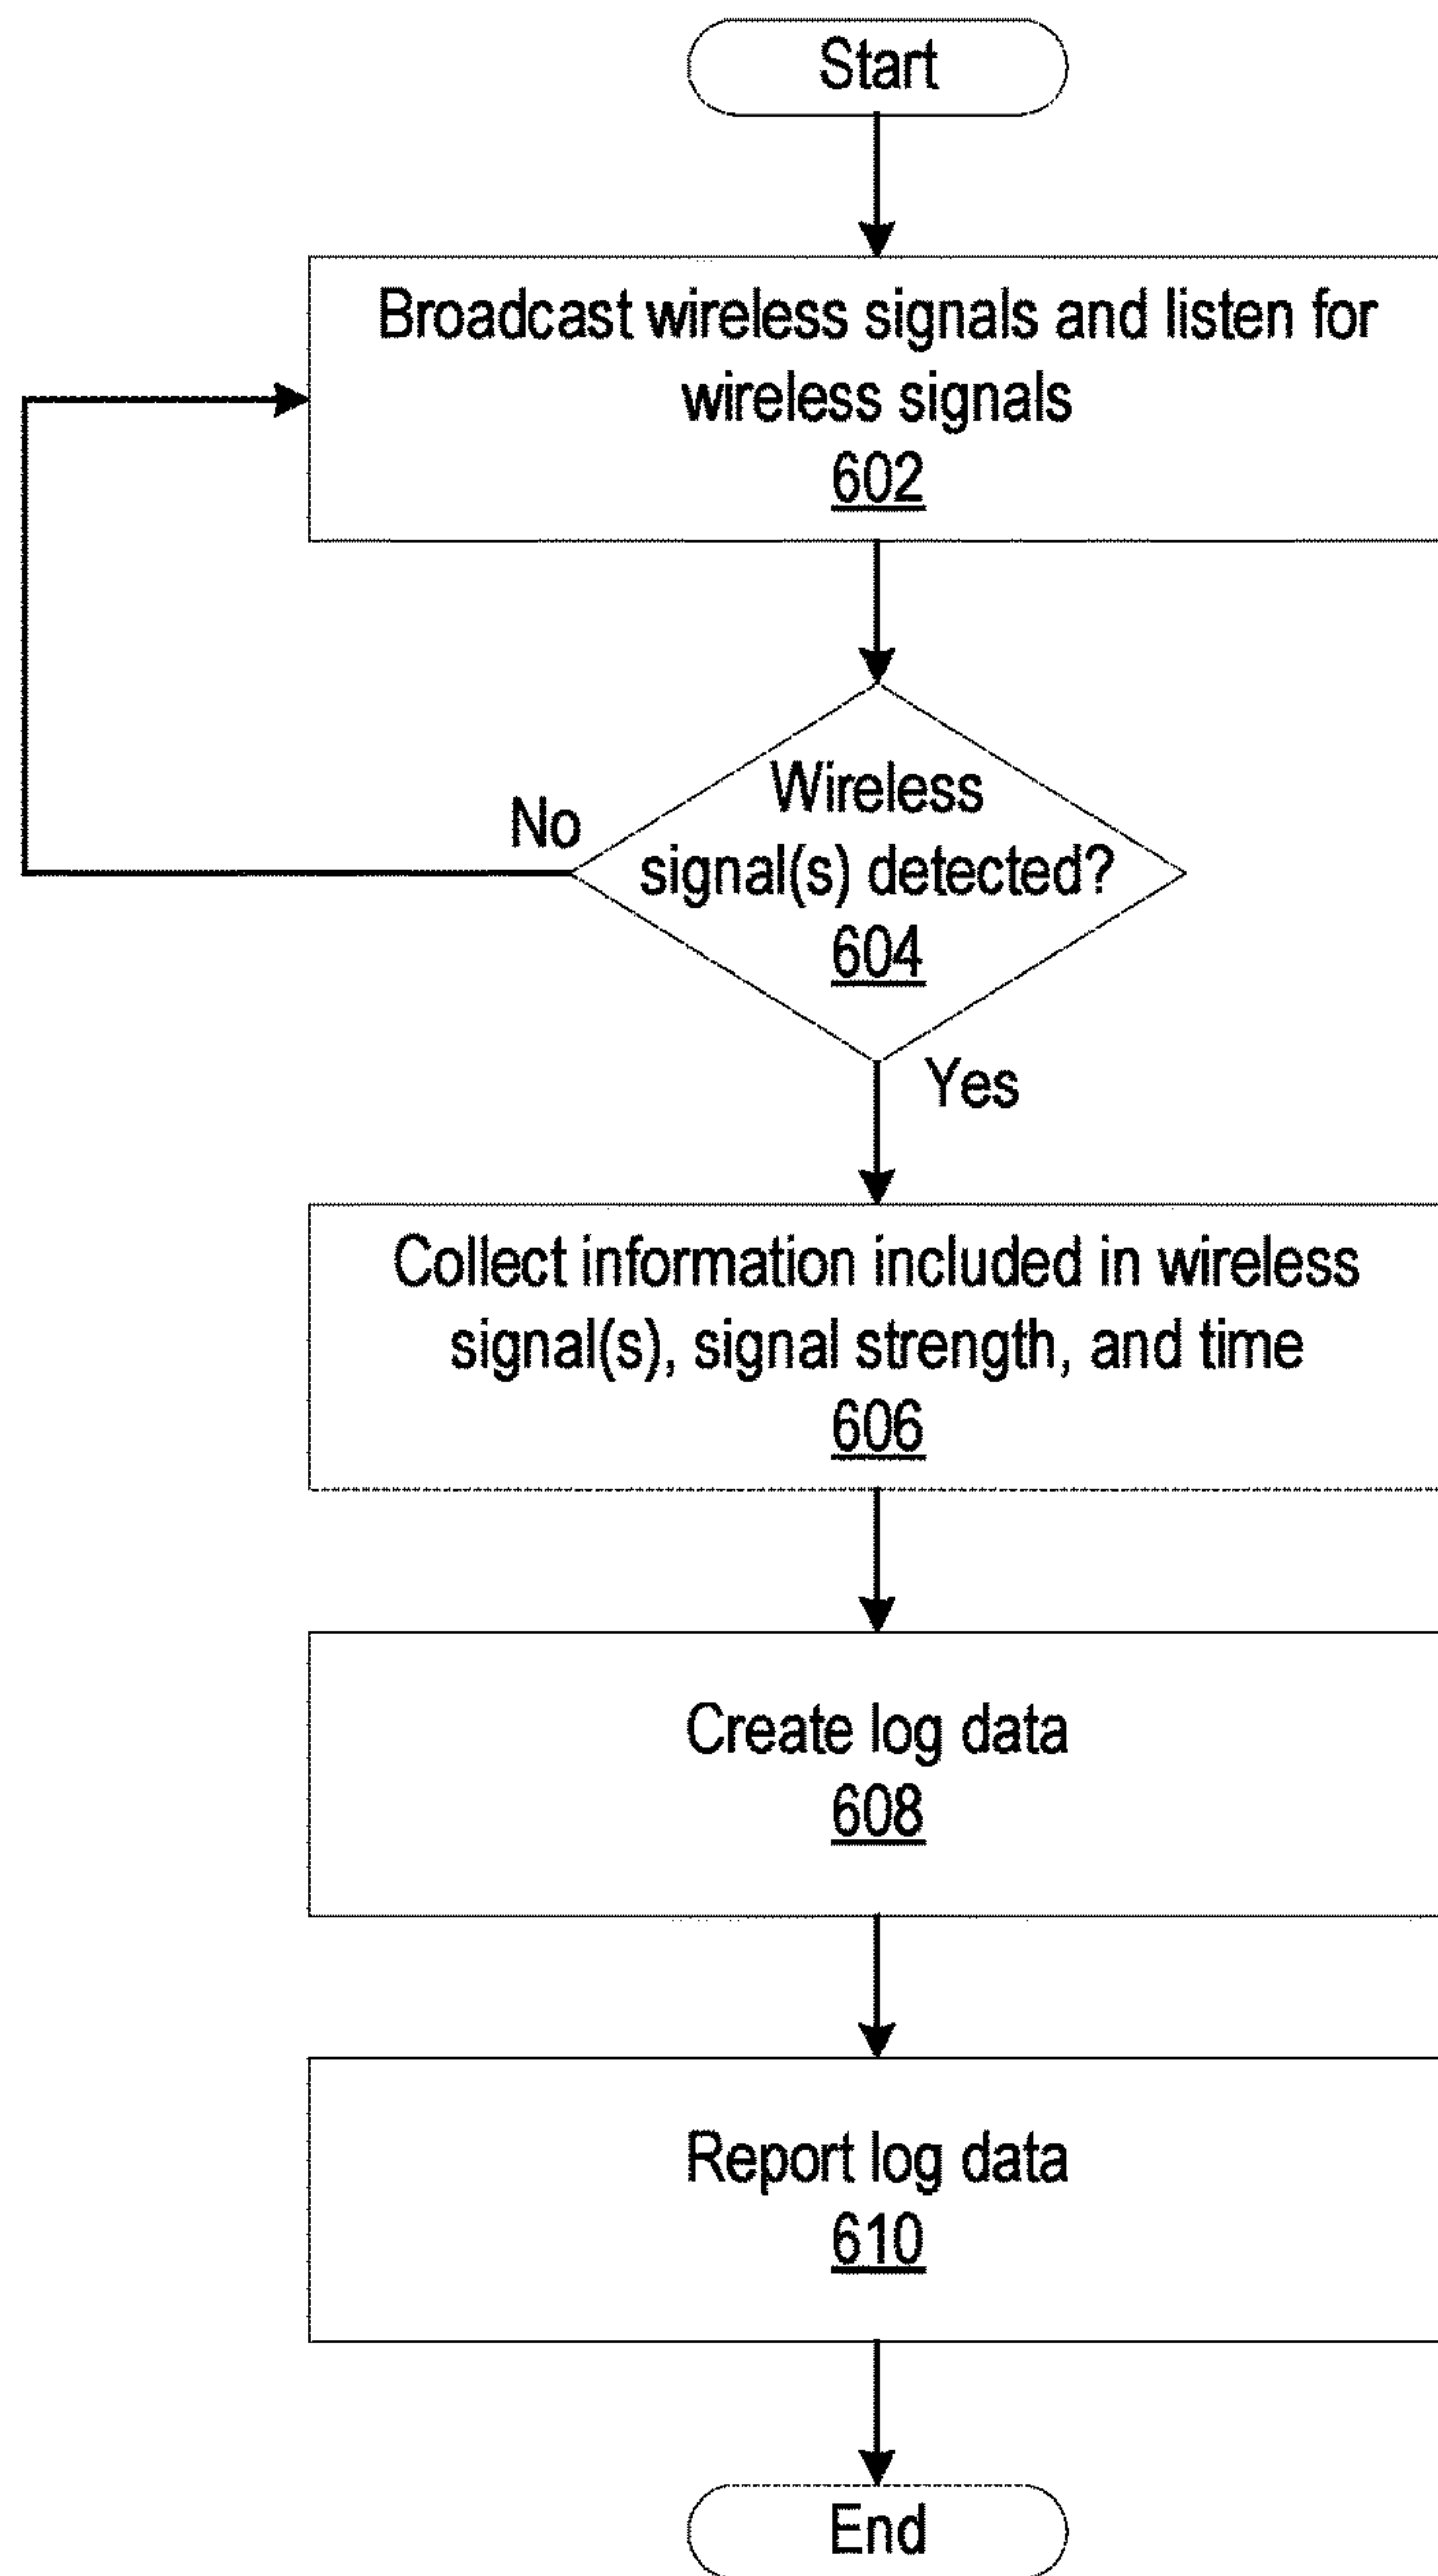 Start
Broadcast wireless signals and listen for
wireless signals
602
Wireless
signal(s) detected?
604
No
Yes
Collect information included in wireless
signal(s), signal strength, and time
606
Create log data
608
Report log data
610
End